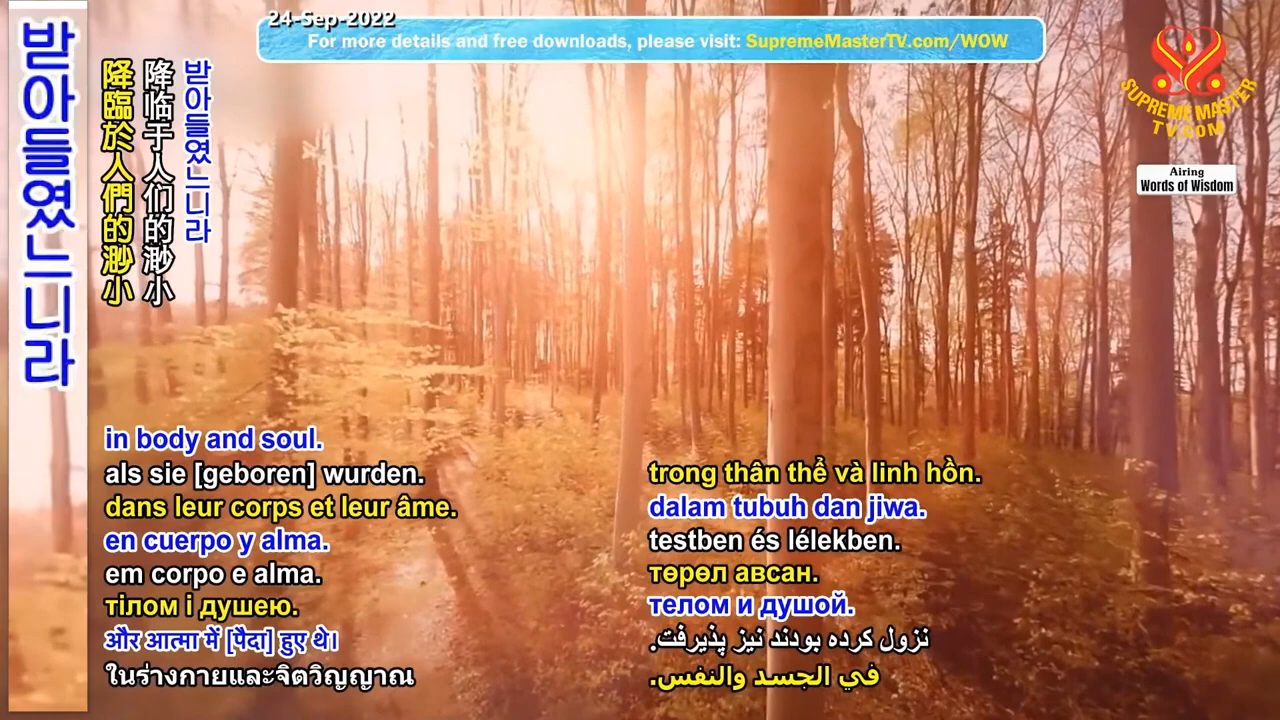 24-Sep-2022
For more details and free downloads, please visit: SupremeMasterTV.com/WOW
SUPREME MASTER
TV.COM
Airing
Words of Wisdom
받아들였느니라
降臨於人們的渺小
降临于人们的渺小
받아들였느니라
in body and soul.
als sie [geboren] wurden.
dans leur corps et leur âme.
en cuerpo y alma.
em corpo e alma.
тілом і душею.
और आत्मा में [पैदा] हुए थे।
ในร่างกายและจิตวิญญาณ
trong thân thể và linh hồn.
dalam tubuh dan jiwa.
testben és lélekben.
төрөл авсан.
телом и душой.
نزول کرده بودند نیز پذیرفت.
في الجسد والنفس.